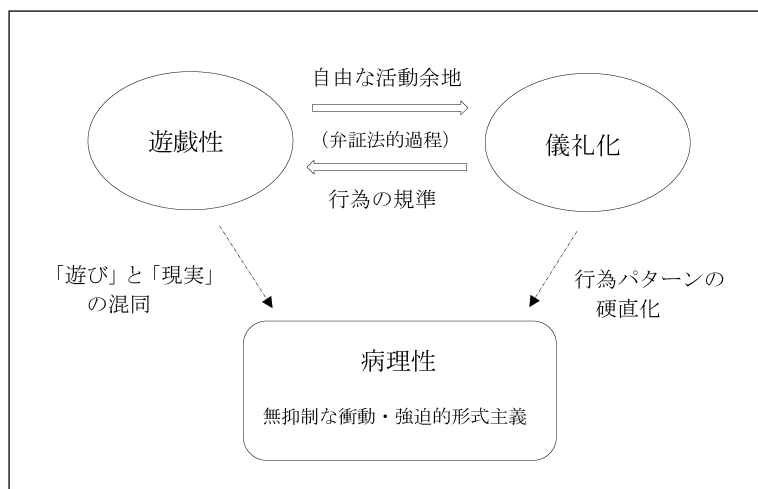 自由な活動余地
遊戯性
(弁証法的過程)
儀礼化
行為の規準
「遊び」と「現実」
の混同
行為パターンの
硬直化
病理性
無抑制な衝動・強迫的形式主義